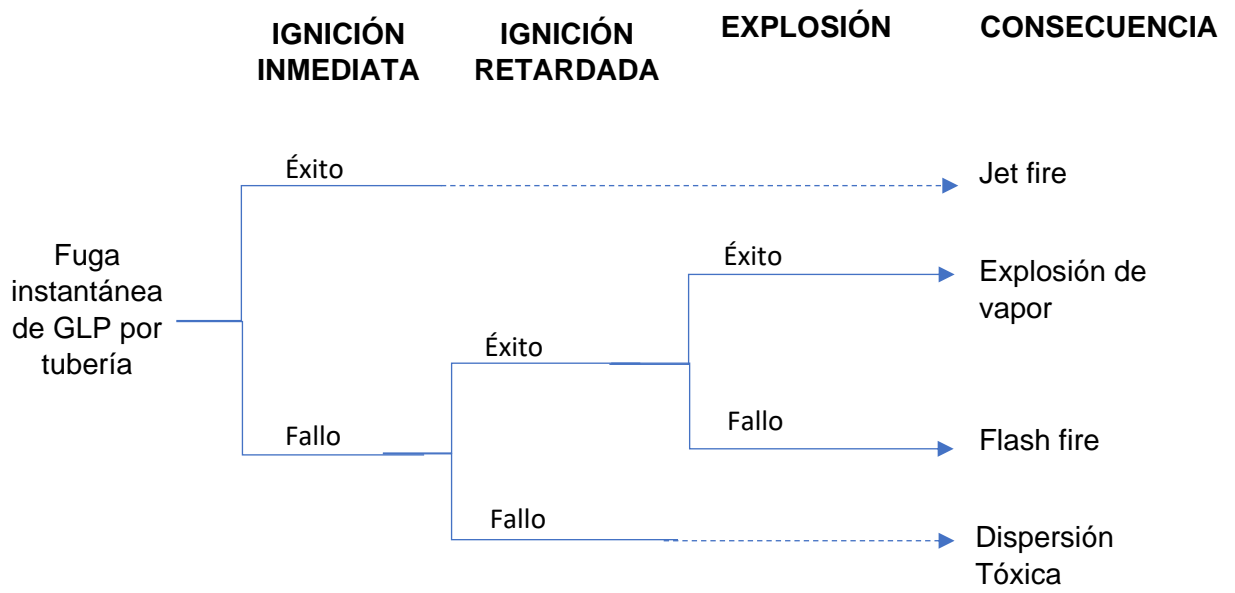 IGNICIÓN
INMEDIATA
IGNICIÓN
RETARDADA
EXPLOSIÓN
CONSECUENCIA
Éxito
Jet fire
Fuga
instantánea
de GLP por
tubería
Éxito
Explosión de
vapor
Éxito
Fallo
Fallo
Flash fire
Fallo
Dispersión
Tóxica